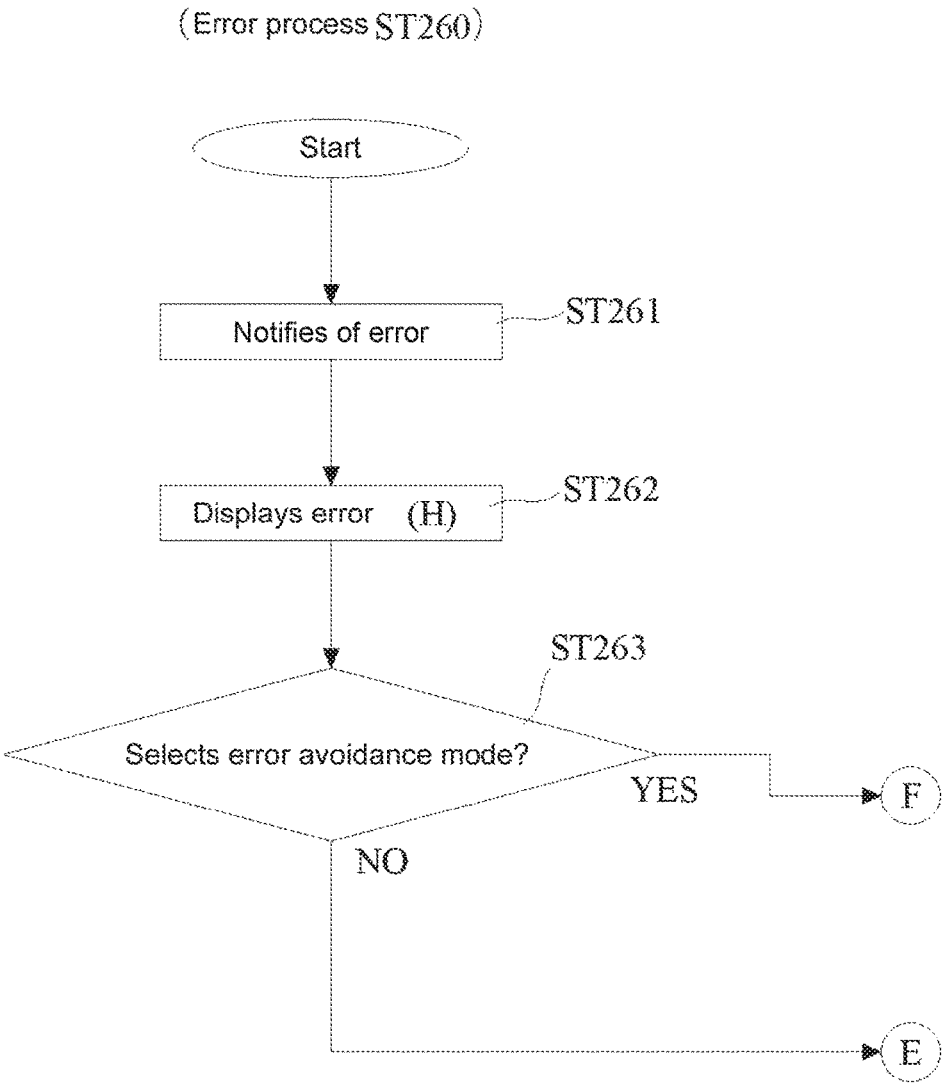 (Error process ST260)
Start
Notifies of error
ST261
Displays error (H)
ST262
ST263
Selects error avoidance mode?
YES
F
NO
E